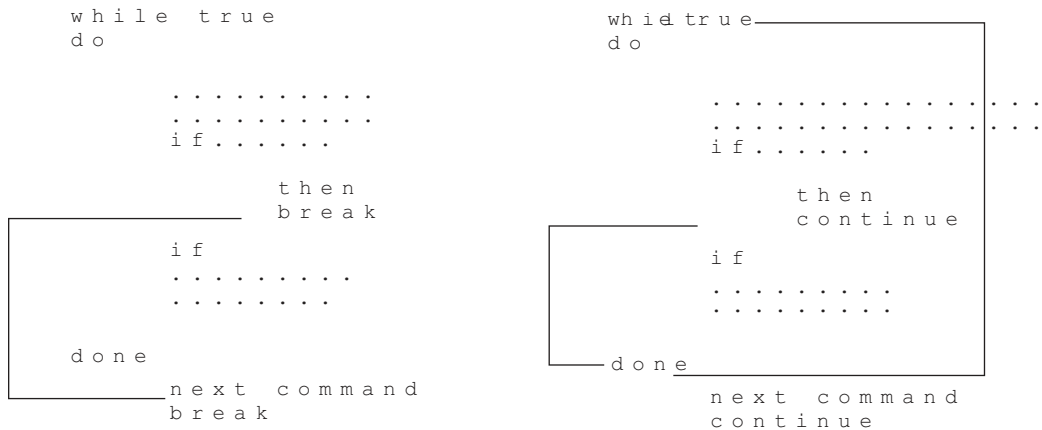 while true
do
..........
..........
if......
then
break
if
.........
........
done
next command
break
while true
do
................
................
if......
then
continue
if
.........
.........
done
next command
continue